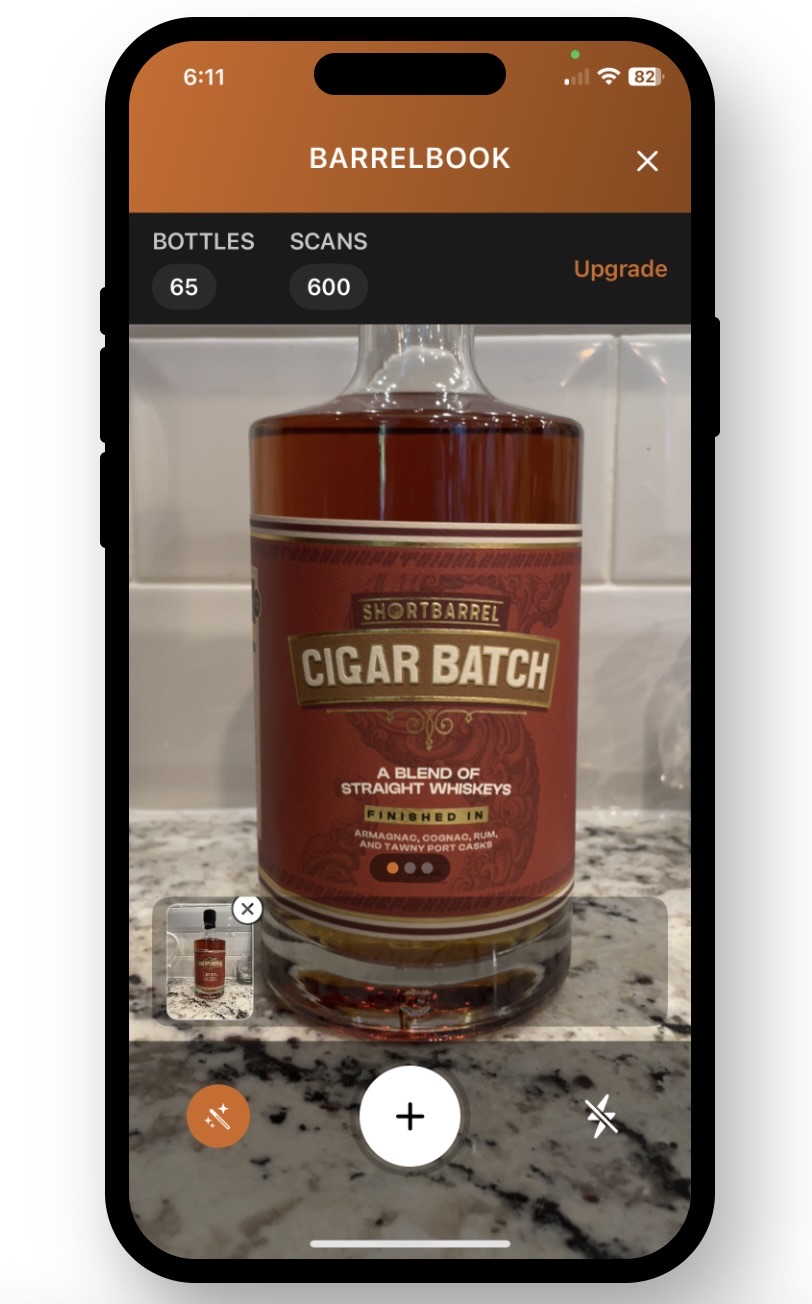 6:11
82
BARRELBOOK
BOTTLES
SCANS
65
600
Upgrade
SHORTBARREL
CIGAR BATCH
A BLEND OF
STRAIGHT WHISKEYS
FINISHED IN
ARMAGNAC, COGNAC, RUM,
AND TAWNY PORT CASKS